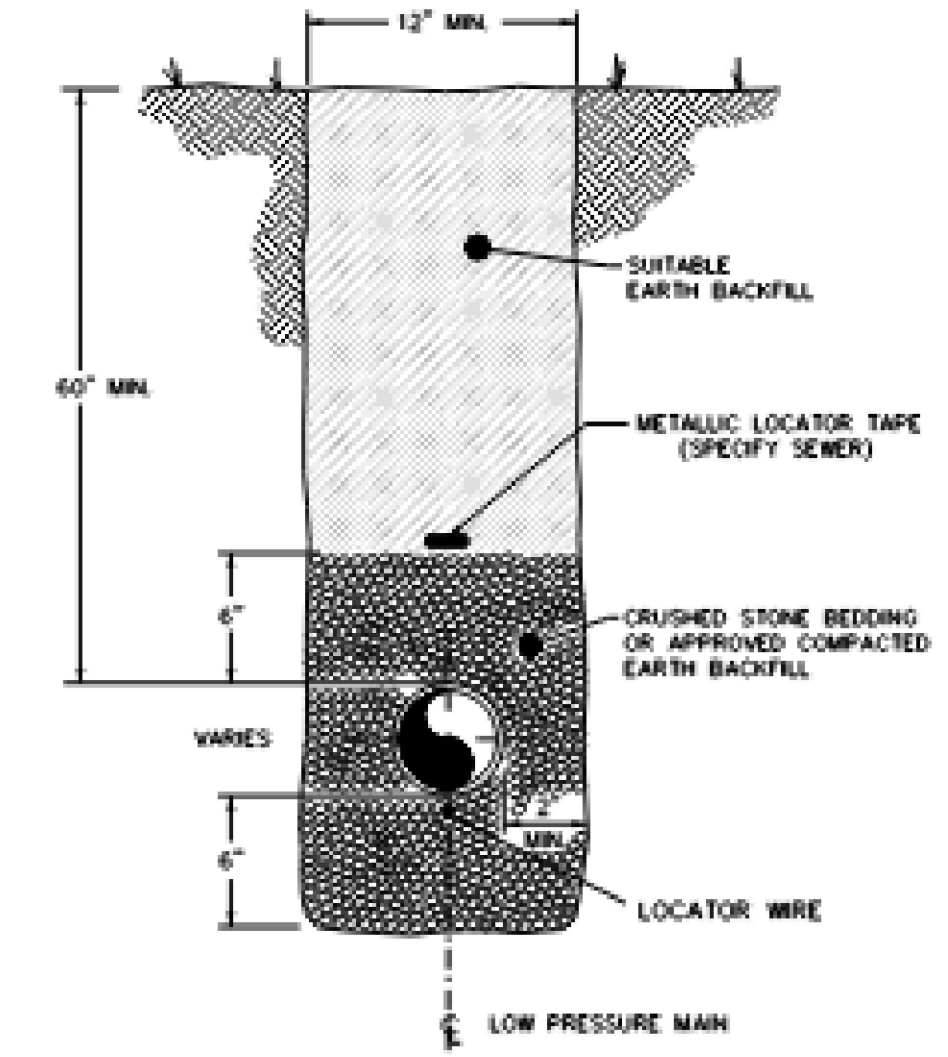 12" MIN.
SUITABLE
EARTH BACKFILL
60" MIN.
METALLIC LOCATOR TAPE
(SPECIFY SEWER)
6"
CRUSHED STONE BEDDING
OR APPROVED COMPACTED
EARTH BACKFILL
VARIES
MIN.
6"
LOCATOR WIRE
LOW PRESSURE MAIN